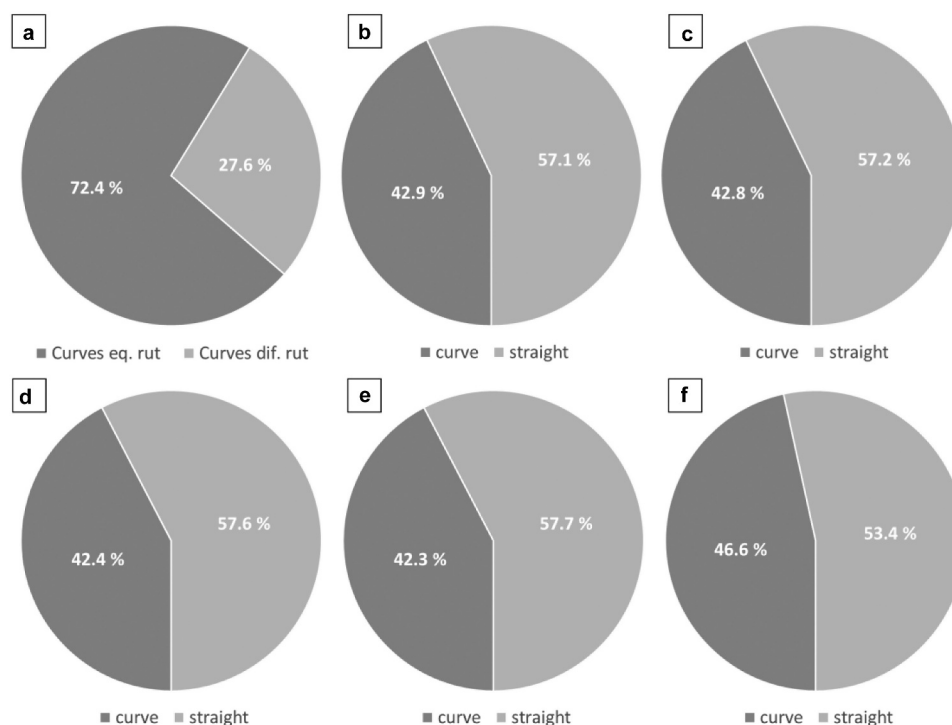 a
b
c
72.4 %
27.6 %
42.9 %
57.1 %
42.8 %
57.2 %
Curves eq. rut Curves dif. rut
curve straight
curve straight
d
e
f
42.4 %
57.6 %
42.3 %
57.7 %
46.6 %
53.4 %
curve straight
curve straight
curve straight